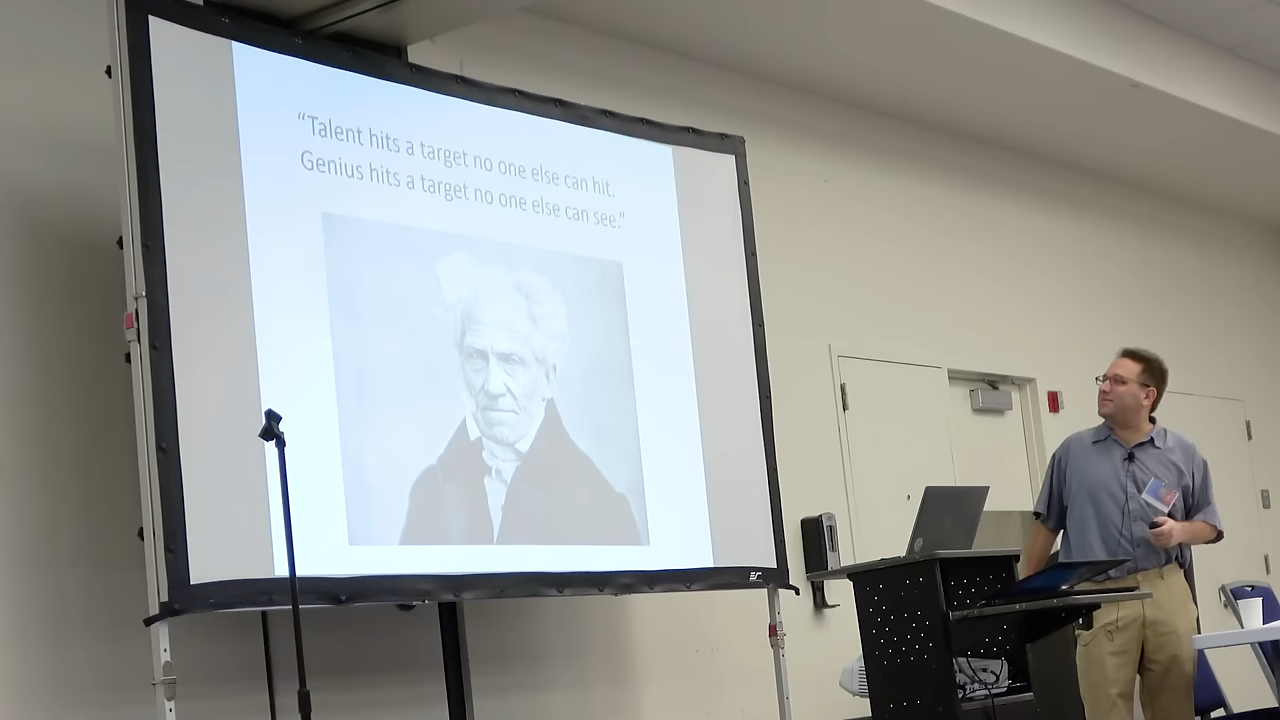 “Talent hits a target no one else can hit.
Genius hits a target no one else can see.”